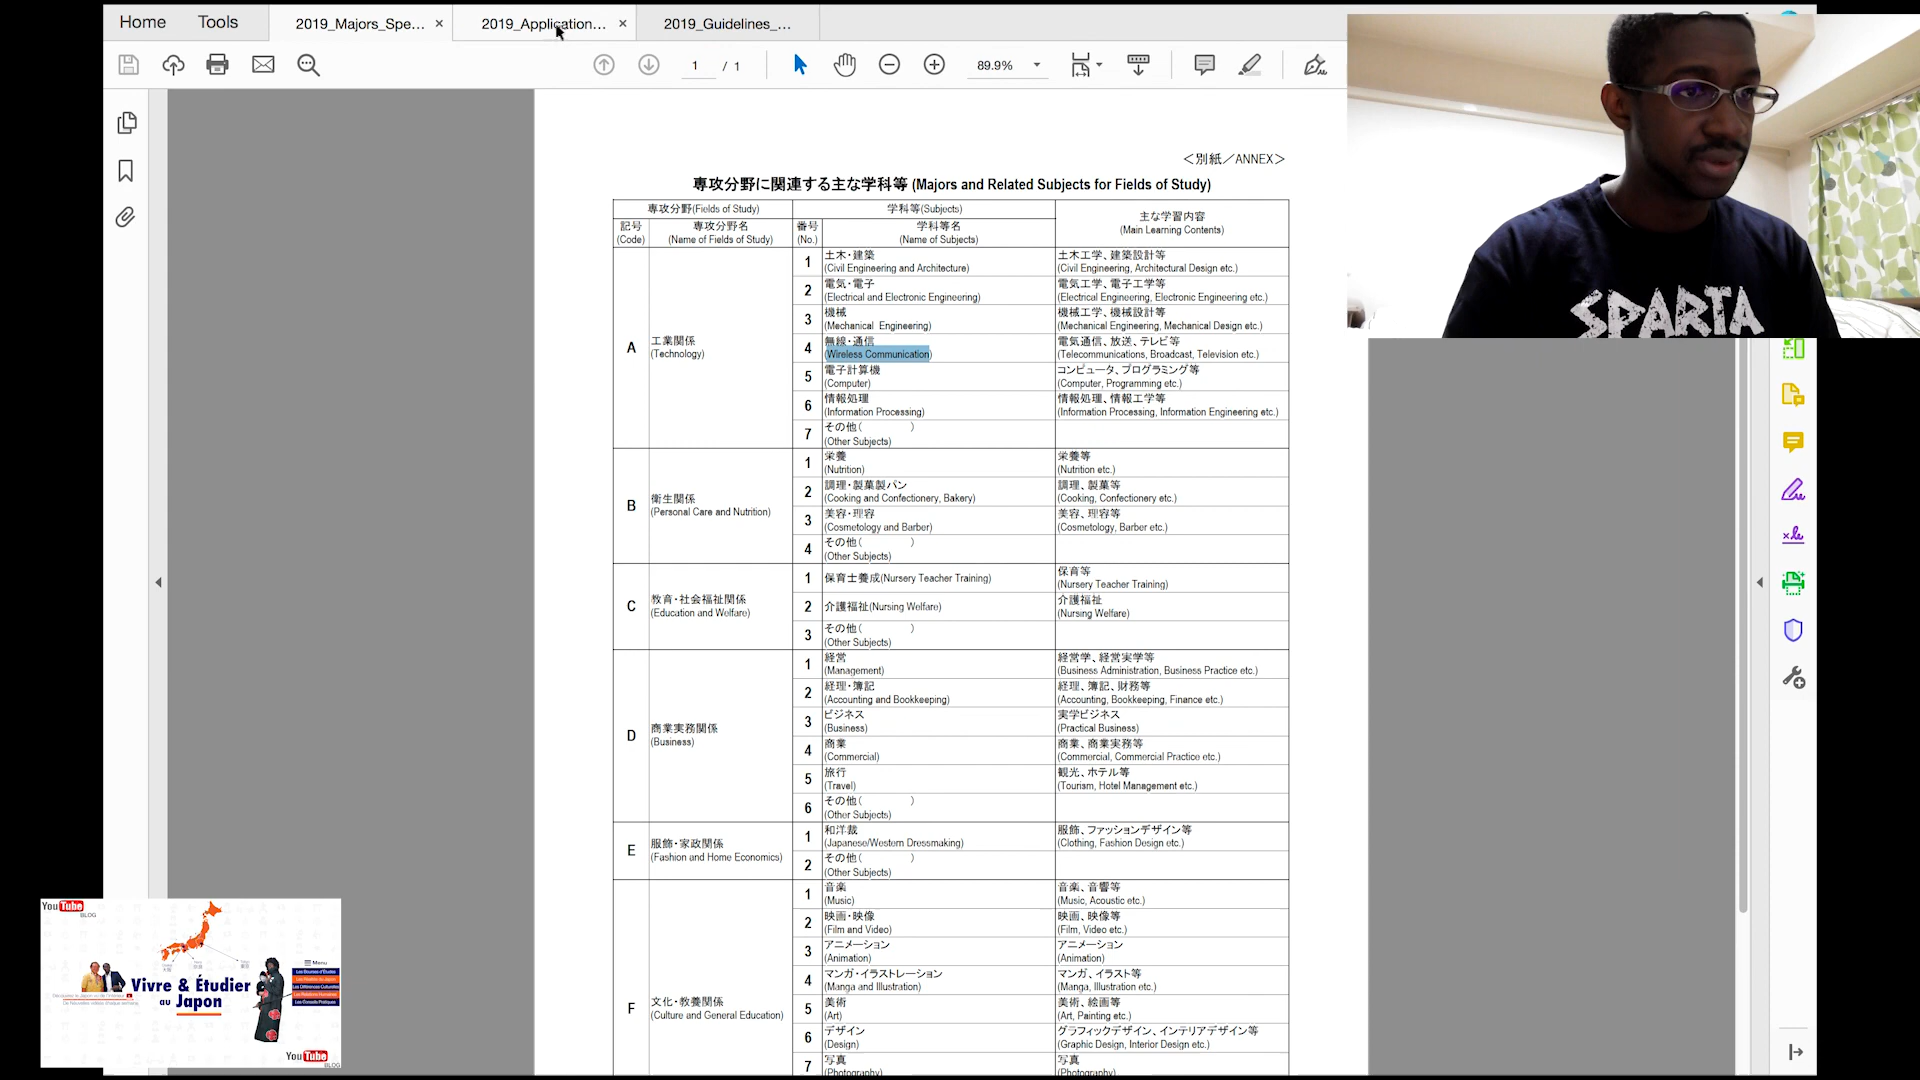 Home
Tools
2019_Majors_Spe...
2019_Application...
2019_Guidelines_...
1 / 1
89.9%
<別紙/ANNEX>
専攻分野に関連する主な学科等 (Majors and Related Subjects for Fields of Study)
専攻分野(Fields of Study)
学科等(Subjects)
主な学習内容
(Main Learning Contents)
記号
(Code)
専攻分野名
(Name of Fields of Study)
番号
(No.)
学科等名
(Name of Subjects)
A
工業関係
(Technology)
1
土木・建築
(Civil Engineering and Architecture)
土木工学、建築設計等
(Civil Engineering, Architectural Design etc.)
2
電気・電子
(Electrical and Electronic Engineering)
電気工学、電子工学等
(Electrical Engineering, Electronic Engineering etc.)
3
機械
(Mechanical Engineering)
機械工学、機械設計等
(Mechanical Engineering, Mechanical Design etc.)
4
無線・通信
(Wireless Communication)
電気通信、放送、テレビ等
(Telecommunications, Broadcast, Television etc.)
5
電子計算機
(Computer)
コンピュータ、プログラミング等
(Computer, Programming etc.)
6
情報処理
(Information Processing)
情報処理、情報工学等
(Information Processing, Information Engineering etc.)
7
その他( )
(Other Subjects)
B
衛生関係
(Personal Care and Nutrition)
1
栄養
(Nutrition)
栄養等
(Nutrition etc.)
2
調理・製菓製パン
(Cooking and Confectionery, Bakery)
調理、製菓等
(Cooking, Confectionery etc.)
3
美容・理容
(Cosmetology and Barber)
美容、理容等
(Cosmetology, Barber etc.)
4
その他( )
(Other Subjects)
C
教育・社会福祉関係
(Education and Welfare)
1
保育士養成(Nursery Teacher Training)
保育等
(Nursery Teacher Training)
2
介護福祉(Nursing Welfare)
介護福祉
(Nursing Welfare)
3
その他( )
(Other Subjects)
D
商業実務関係
(Business)
1
経営
(Management)
経営学、経営実学等
(Business Administration, Business Practice etc.)
2
経理・簿記
(Accounting and Bookkeeping)
経理、簿記、財務等
(Accounting, Bookkeeping, Finance etc.)
3
ビジネス
(Business)
実学ビジネス
(Practical Business)
4
商業
(Commercial)
商業、商業実務等
(Commercial, Commercial Practice etc.)
5
旅行
(Travel)
観光、ホテル等
(Tourism, Hotel Management etc.)
6
その他( )
(Other Subjects)
E
服飾・家政関係
(Fashion and Home Economics)
1
和洋裁
(Japanese/Western Dressmaking)
服飾、ファッションデザイン等
(Clothing, Fashion Design etc.)
2
その他( )
(Other Subjects)
F
文化・教養関係
(Culture and General Education)
1
音楽
(Music)
音楽、音響等
(Music, Acoustic etc.)
2
映画・映像
(Film and Video)
映画、映像等
(Film, Video etc.)
3
アニメーション
(Animation)
アニメーション
(Animation)
4
マンガ・イラストレーション
(Manga and Illustration)
マンガ、イラスト等
(Manga, Illustration etc.)
5
美術
(Art)
美術、絵画等
(Art, Painting etc.)
6
デザイン
(Design)
グラフィックデザイン、インテリアデザイン等
(Graphic Design, Interior Design etc.)
7
写真
(Photography)
写真
(Photography)
SPARTA
YouTube
BLOG
Vivre & Étudier
au Japon
Menu
Les Bourses d'Études
Les Relations Humaines
Les Conseils Pratiques
YouTube
BLOG